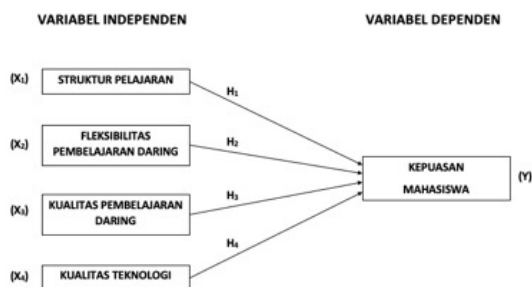 VARIABEL INDEPENDEN
VARIABEL DEPENDEN
(X₁)
STRUKTUR PELAJARAN
H₁
(X₂)
FLEKSIBILITAS
PEMBELAJARAN DARING
H₂
(X₃)
KUALITAS PEMBELAJARAN
DARING
H₃
(X₄)
KUALITAS TEKNOLOGI
H₄
KEPUASAN
MAHASISWA
(Y)